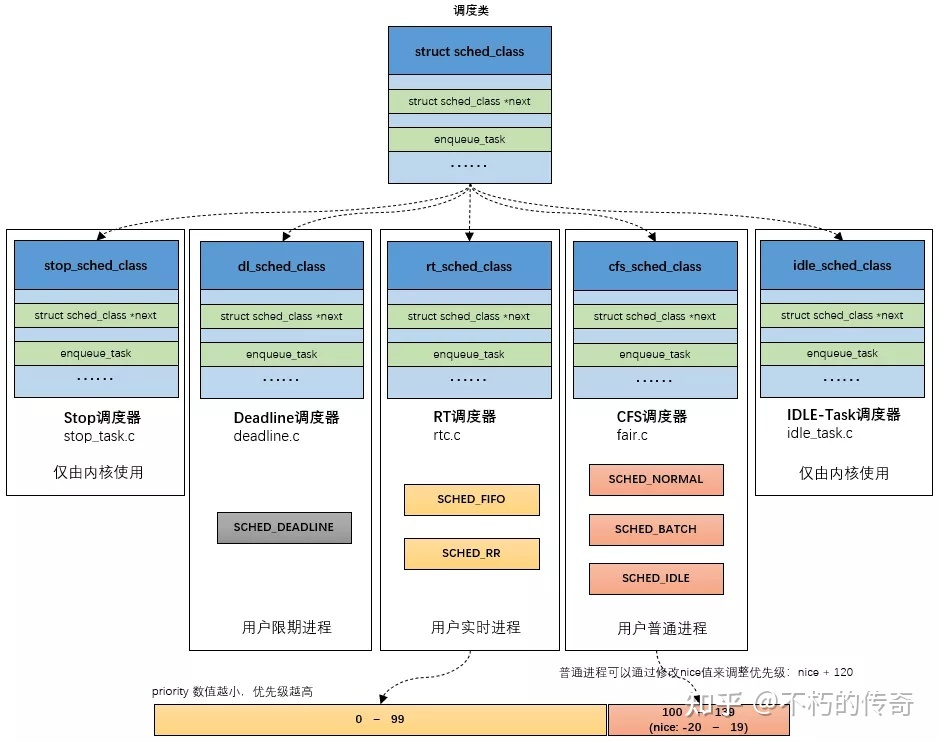 调度类
struct sched_class
struct sched_class *next
enqueue_task
······
stop_sched_class
struct sched_class *next
enqueue_task
······
Stop调度器
stop_task.c
仅由内核使用
dl_sched_class
struct sched_class *next
enqueue_task
······
Deadline调度器
deadline.c
SCHED_DEADLINE
用户限期进程
rt_sched_class
struct sched_class *next
enqueue_task
······
RT调度器
rtc.c
SCHED_FIFO
SCHED_RR
用户实时进程
cfs_sched_class
struct sched_class *next
enqueue_task
······
CFS调度器
fair.c
SCHED_NORMAL
SCHED_BATCH
SCHED_IDLE
用户普通进程
idle_sched_class
struct sched_class *next
enqueue_task
······
IDLE-Task调度器
idle_task.c
仅由内核使用
priority 数值越小，优先级越高
普通进程可以通过修改nice值来调整优先级：nice + 120
0 – 99
100 – 139
(nice: -20 – 19)
知乎 @不朽的传奇